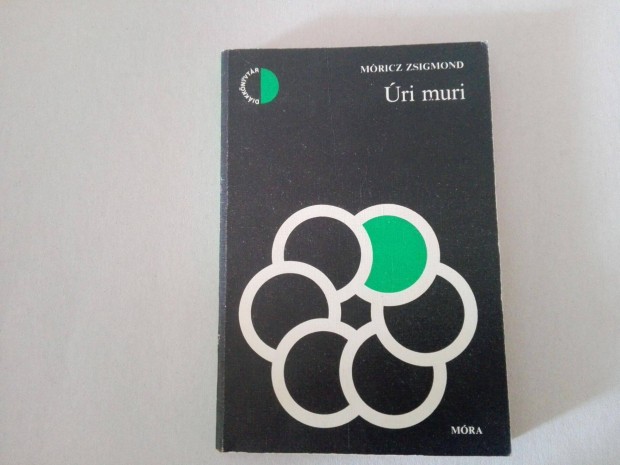 DIÁKKÖNYVTÁR
MÓRICZ ZSIGMOND
Úri muri
MÓRA